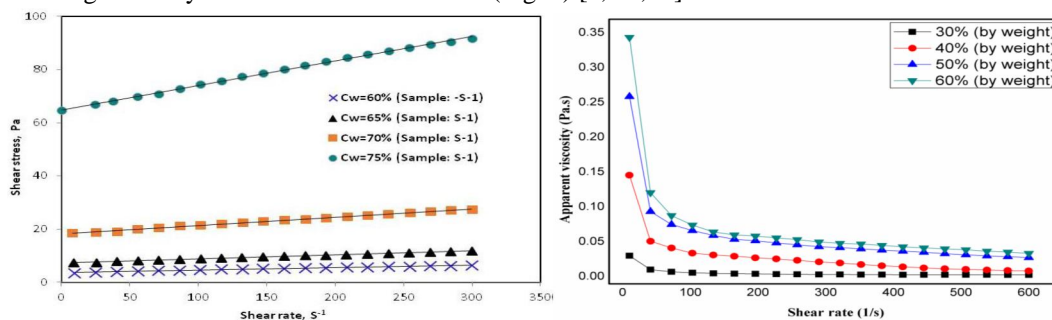 100
80
60
40
20
0
Shear stress, Pa
Cw=60% (Sample: -S-1)
Cw=65% (Sample: S-1)
Cw=70% (Sample: S-1)
Cw=75% (Sample: S-1)
0 50 100 150 200 250 300 350
Shear rate, S⁻¹
0.35
0.30
0.25
0.20
0.15
0.10
0.05
0.00
Apparent viscosity (Pa.s)
30% (by weight)
40% (by weight)
50% (by weight)
60% (by weight)
0 100 200 300 400 500 600
Shear rate (1/s)